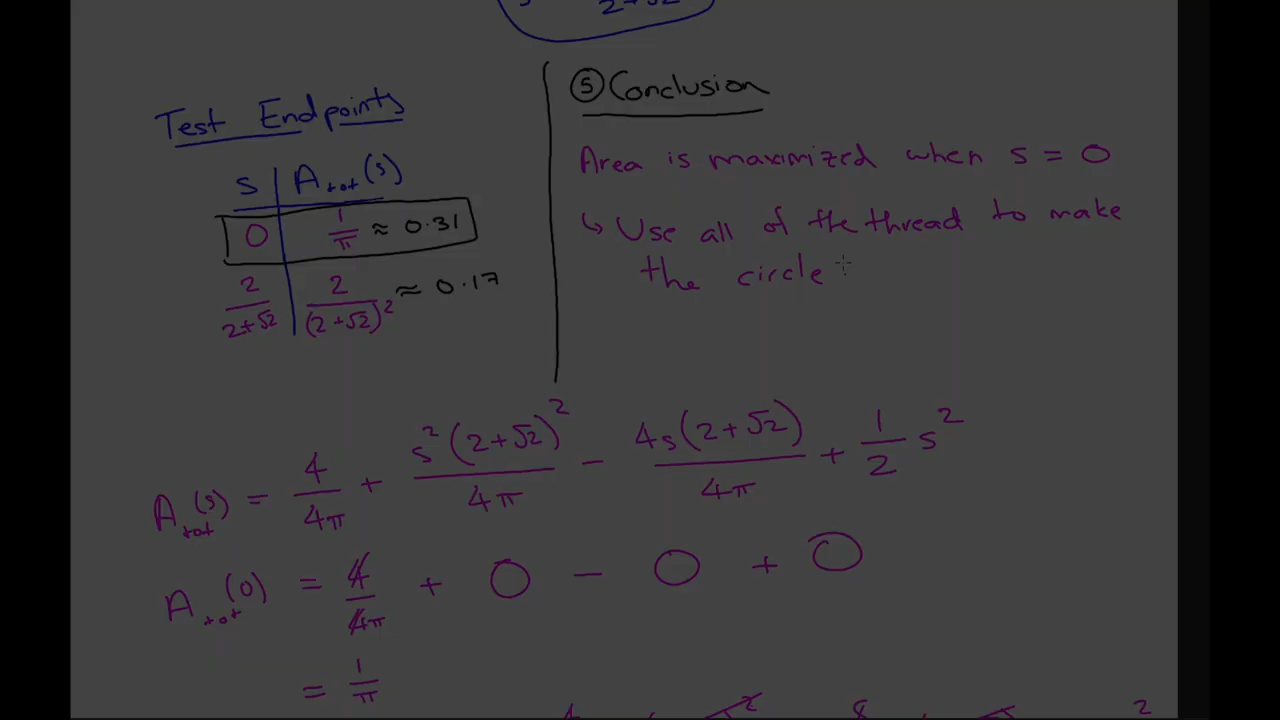 2+√2
Test Endpoints
s | A_tot(s)
0 | 1/π ≈ 0.31
2/(2+√2) | 2/(2+√2)² ≈ 0.17
⑤ Conclusion
Area is maximized when s = 0
↳ Use all of the thread to make
the circle
A_tot(s) = 4/4π + s²(2+√2)²/4π − 4s(2+√2)/4π + 1/2 s²
A_tot(0) = 4/4π + 0 − 0 + 0
= 1/π